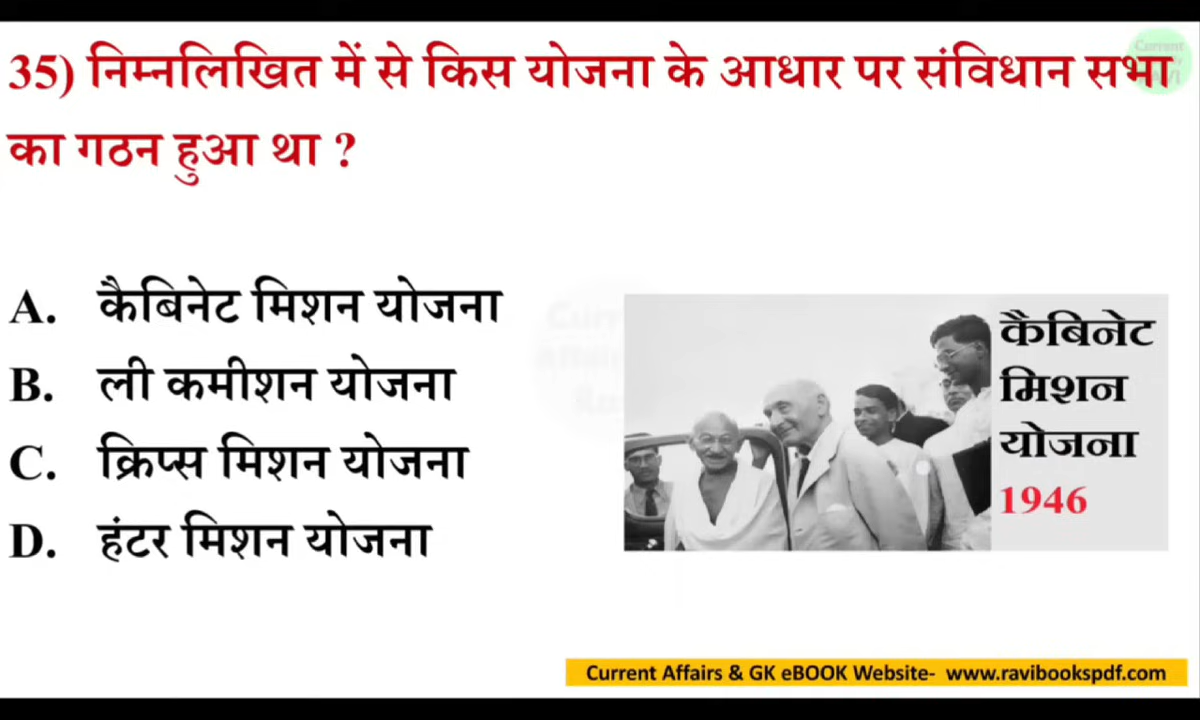 35) निम्नलिखित में से किस योजना के आधार पर संविधान सभा
का गठन हुआ था ?
A. कैबिनेट मिशन योजना
B. ली कमीशन योजना
C. क्रिप्स मिशन योजना
D. हंटर मिशन योजना
कैबिनेट
मिशन
योजना
1946
Current Affairs & GK eBOOK Website- www.ravibookspdf.com